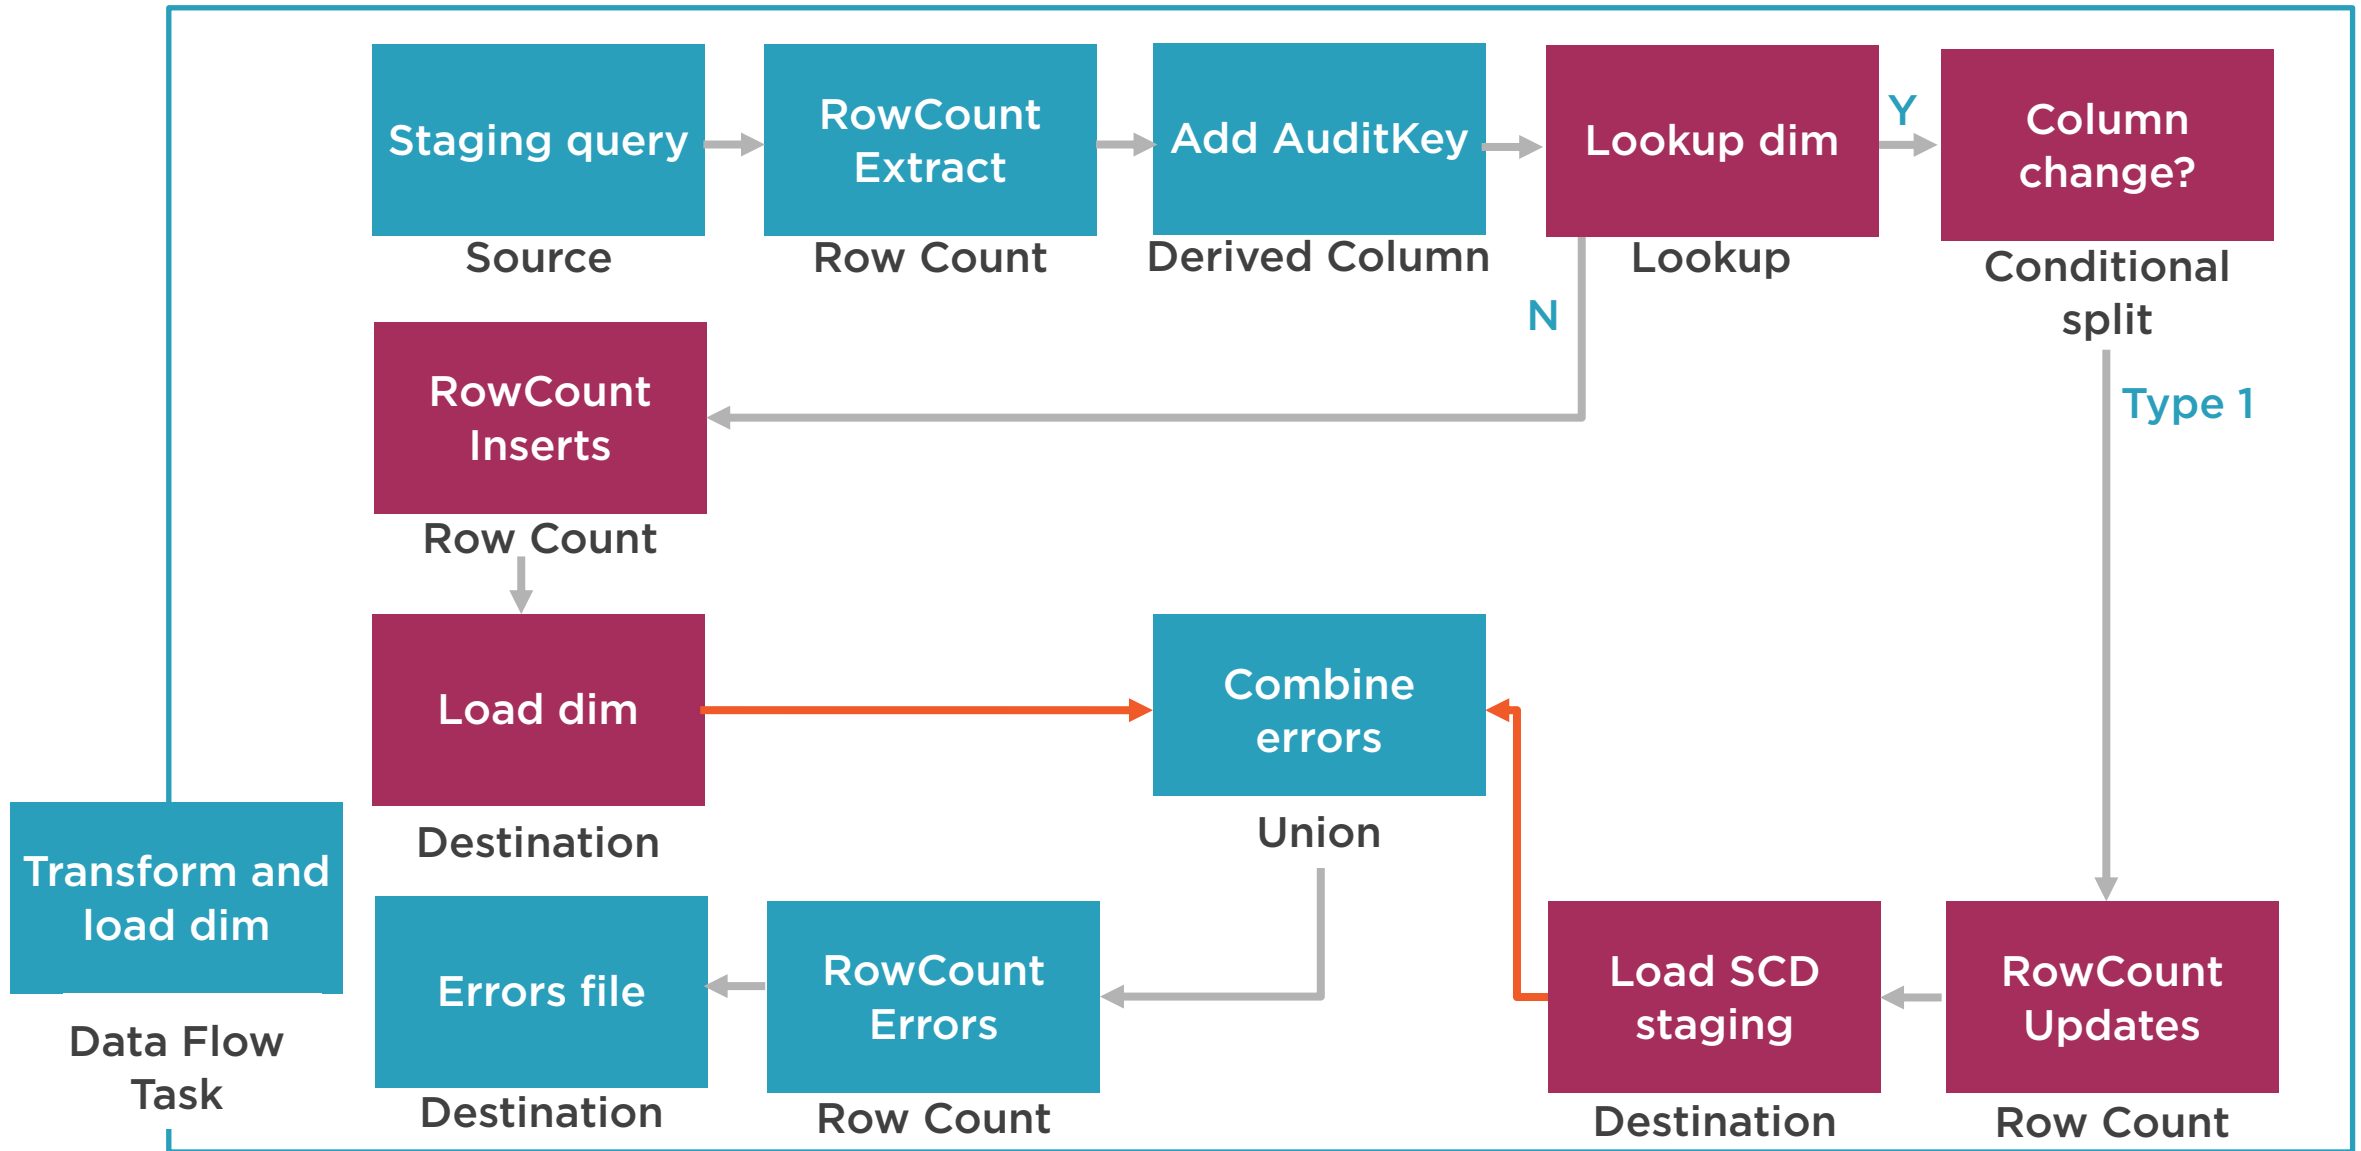 Staging query
Source
RowCount
Extract
Row Count
Add AuditKey
Derived Column
Lookup dim
Lookup
Y
Column
change?
Conditional
split
N
Type 1
RowCount
Inserts
Row Count
Load dim
Destination
Combine
errors
Union
Transform and
load dim
Data Flow
Task
Errors file
Destination
RowCount
Errors
Row Count
Load SCD
staging
Destination
RowCount
Updates
Row Count